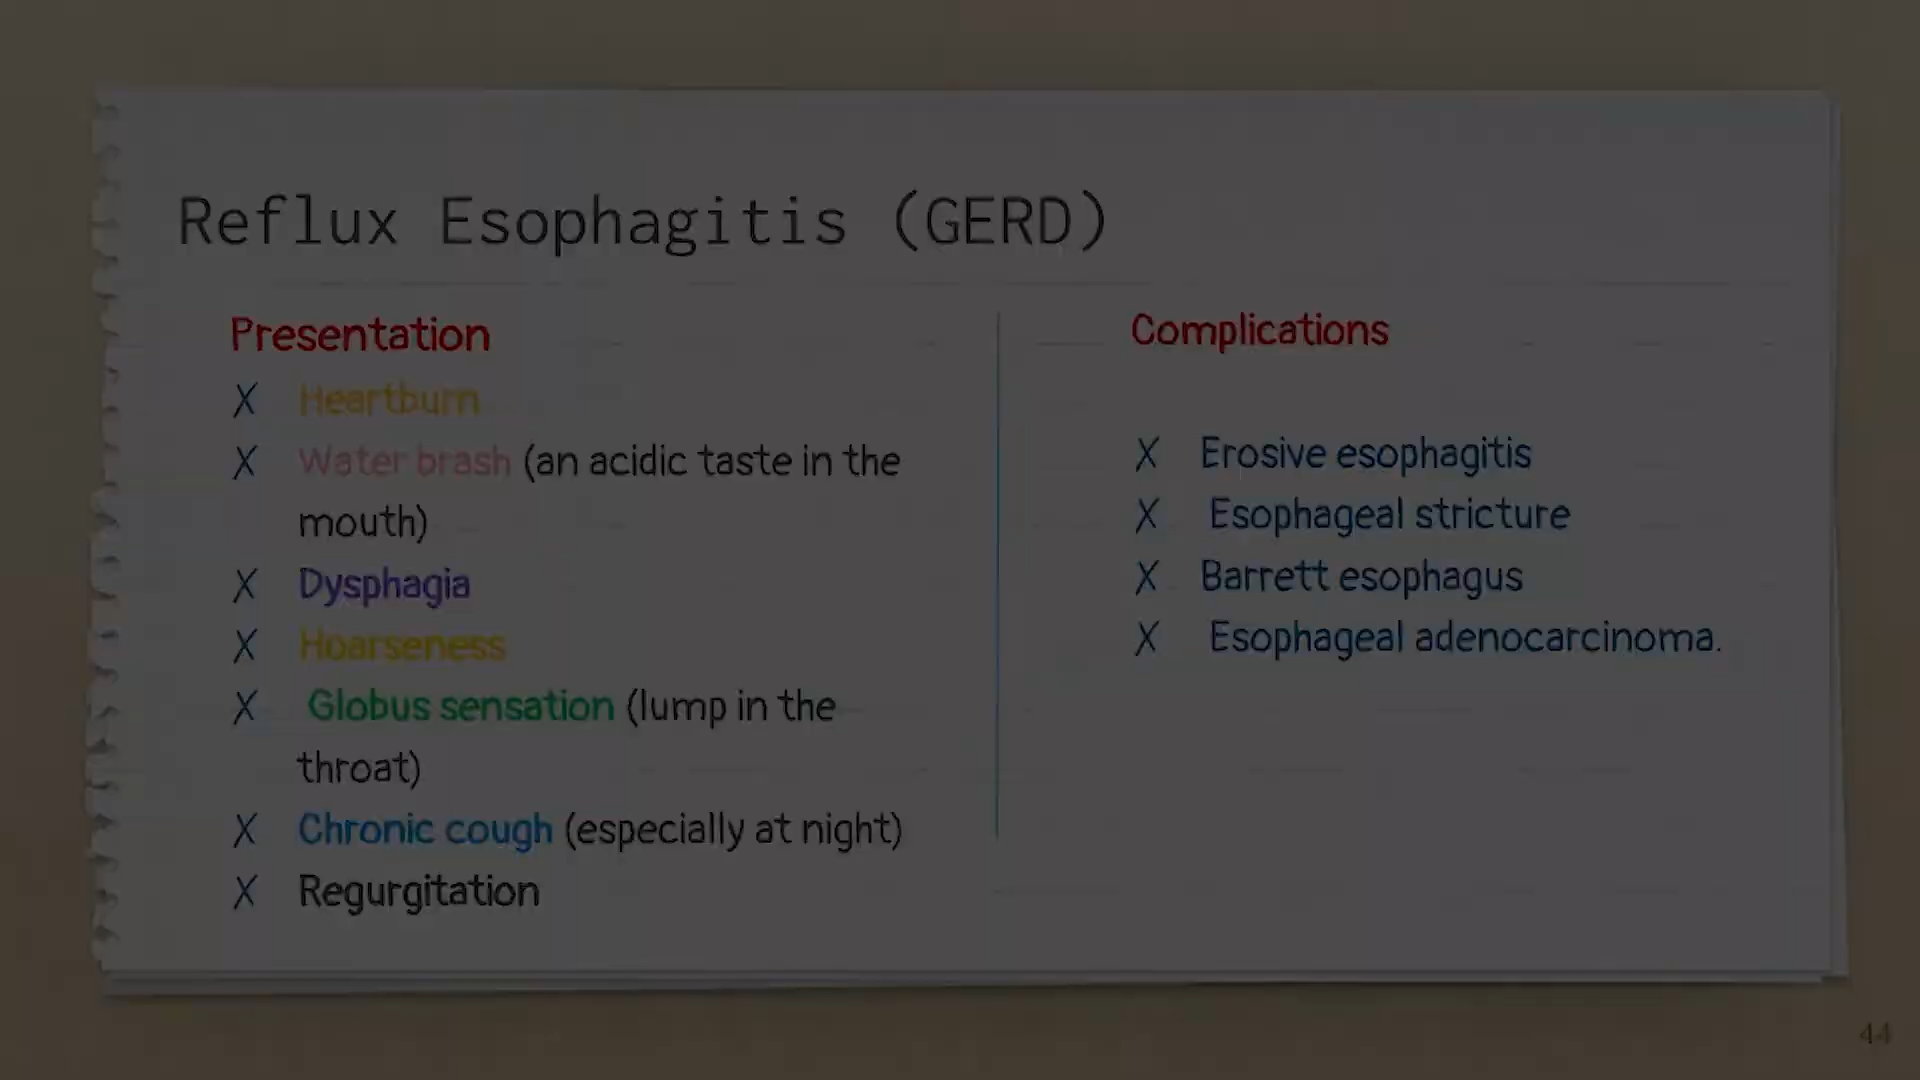 Reflux Esophagitis (GERD)
Presentation
X Heartburn
X Water brash (an acidic taste in the
mouth)
X Dysphagia
X Hoarseness
X Globus sensation (lump in the
throat)
X Chronic cough (especially at night)
X Regurgitation
Complications
X Erosive esophagitis
X Esophageal stricture
X Barrett esophagus
X Esophageal adenocarcinoma.
44